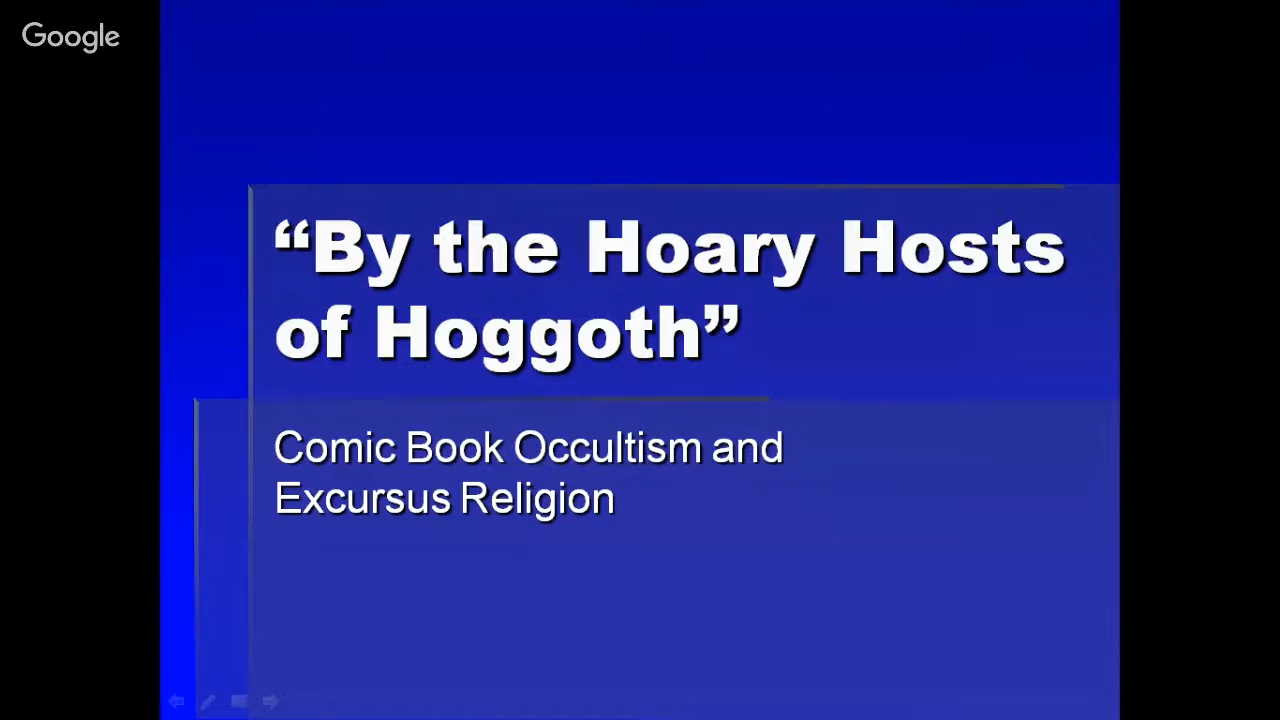 Google
“By the Hoary Hosts
of Hoggoth”
Comic Book Occultism and
Excursus Religion